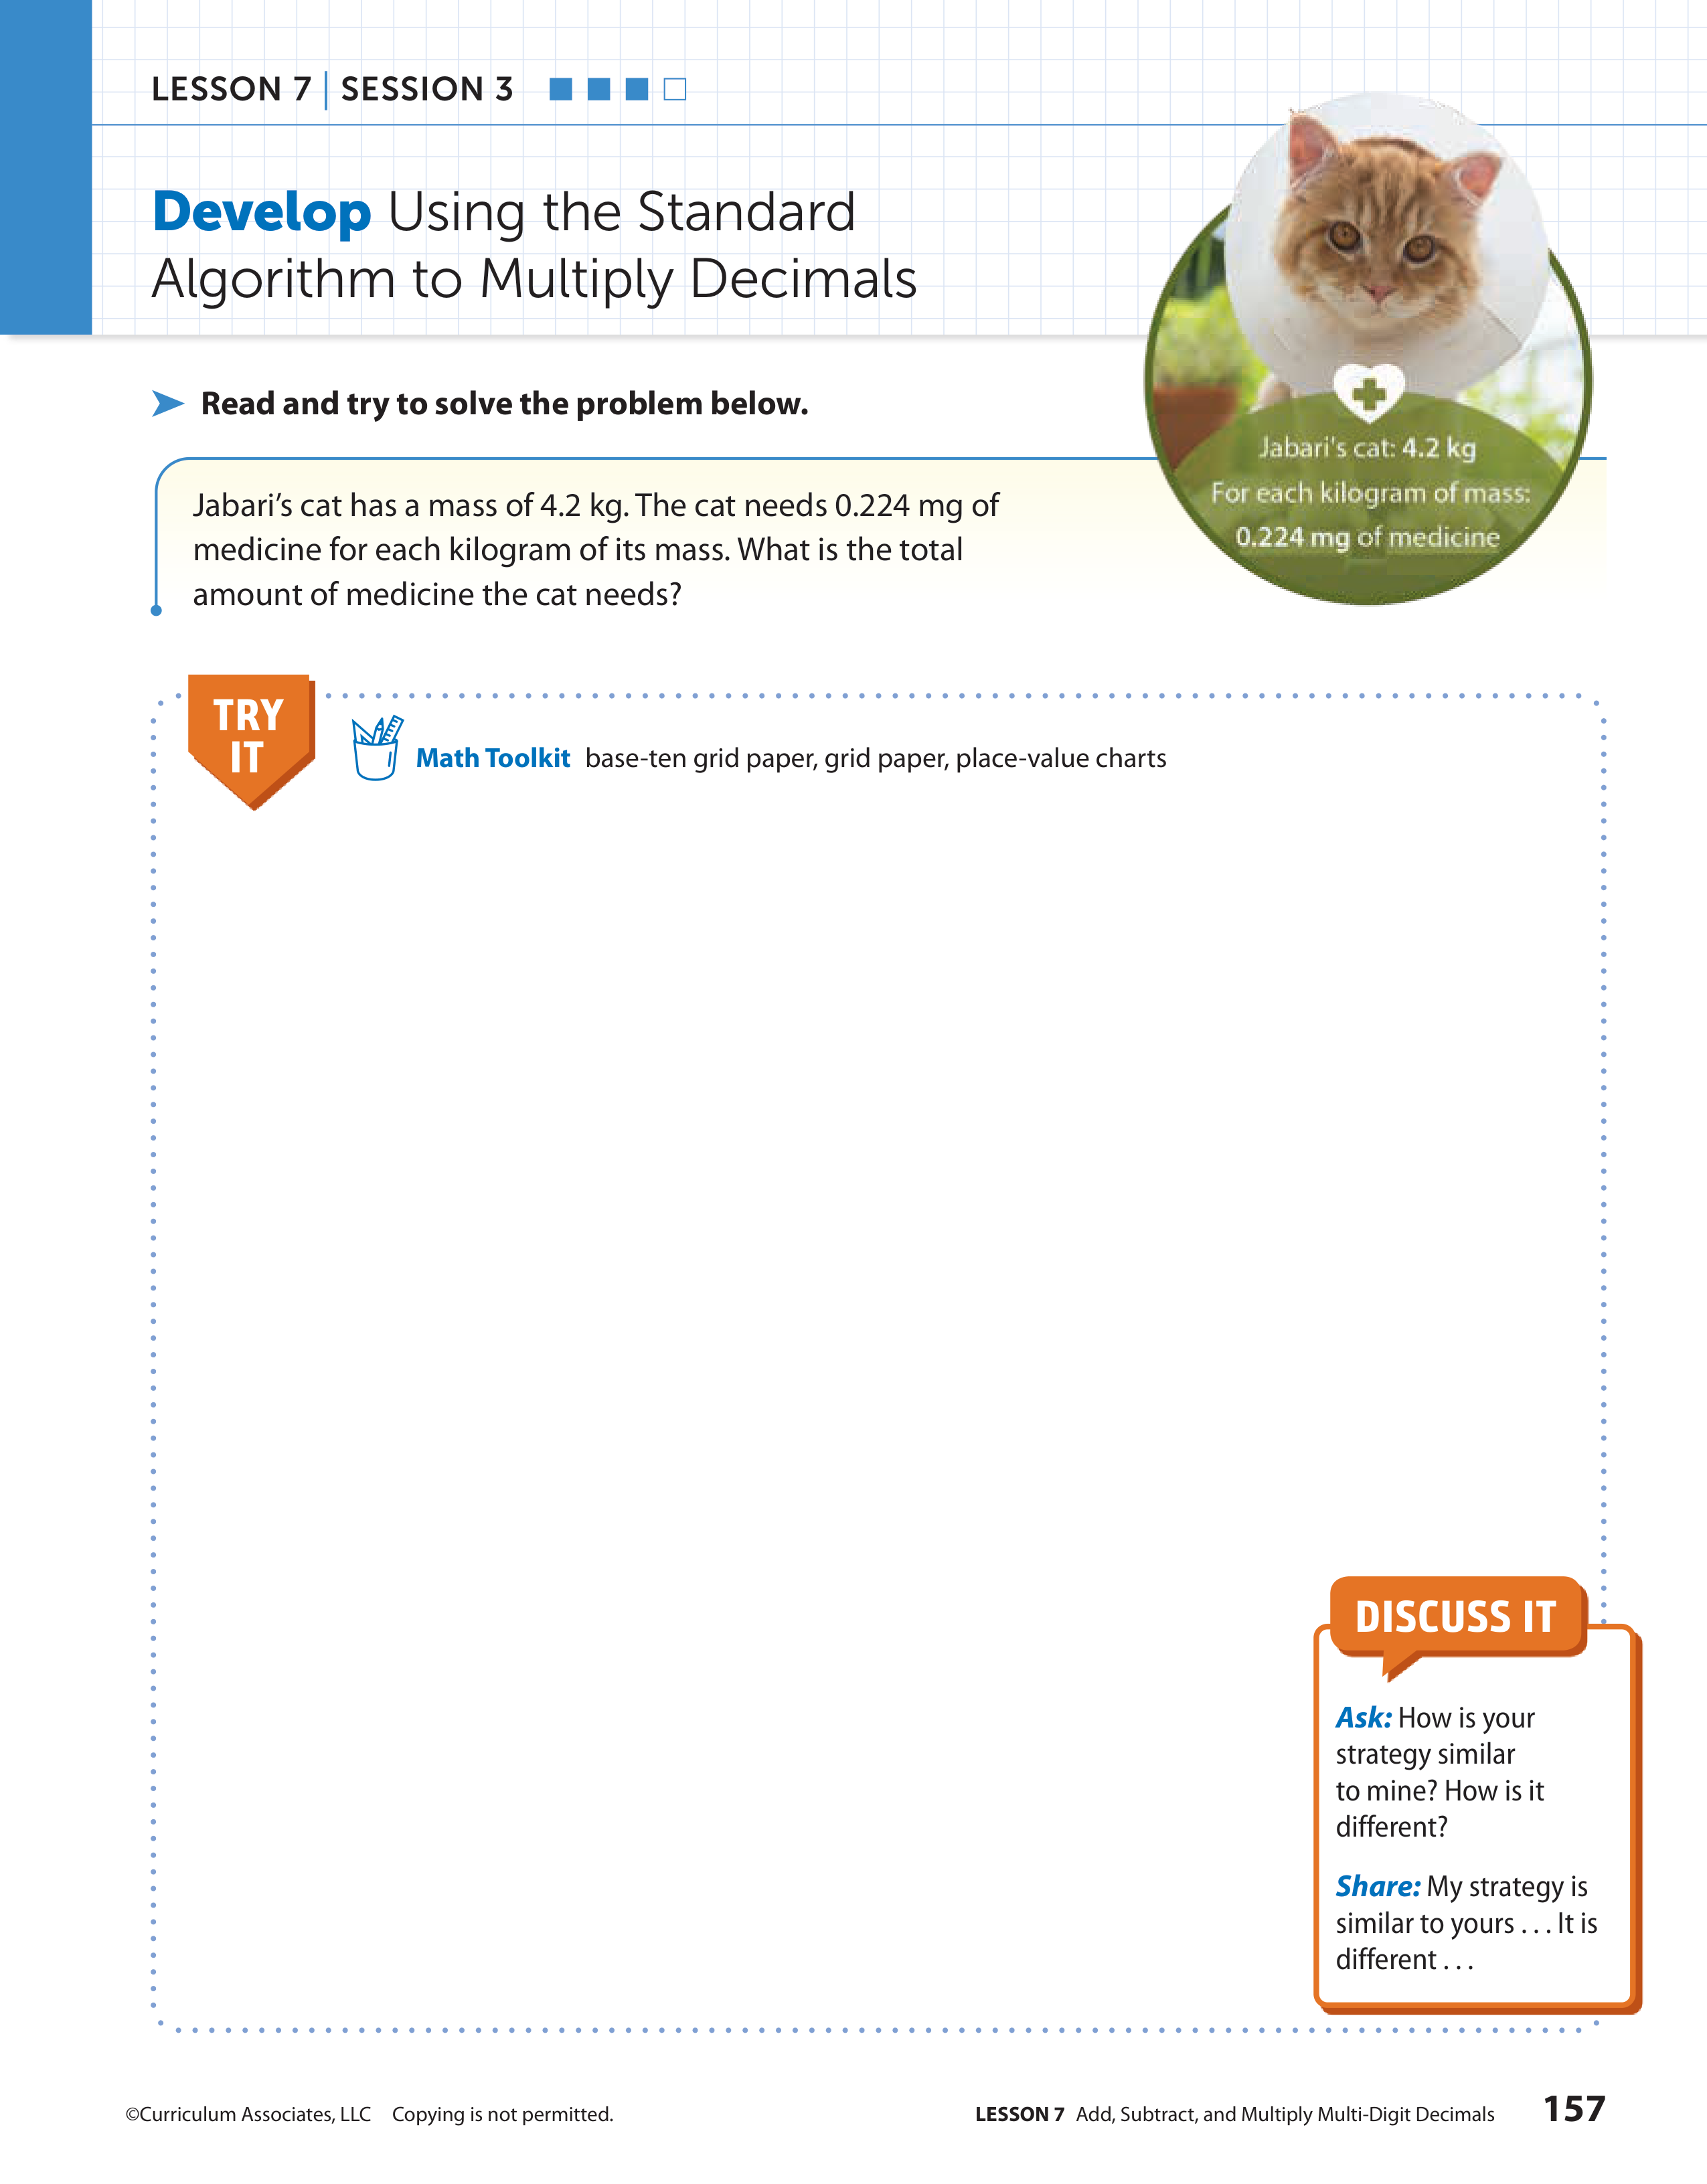 LESSON 7 | SESSION 3
Develop Using the Standard
Algorithm to Multiply Decimals
Read and try to solve the problem below.
Jabari's cat has a mass of 4.2 kg. The cat needs 0.224 mg of
medicine for each kilogram of its mass. What is the total
amount of medicine the cat needs?
Jabari's cat: 4.2 kg
For each kilogram of mass:
0.224 mg of medicine
TRY
IT
Math Toolkit base-ten grid paper, grid paper, place-value charts
DISCUSS IT
Ask: How is your
strategy similar
to mine? How is it
different?
Share: My strategy is
similar to yours . . . It is
different . . .
©Curriculum Associates, LLC Copying is not permitted.
LESSON 7 Add, Subtract, and Multiply Multi-Digit Decimals 157